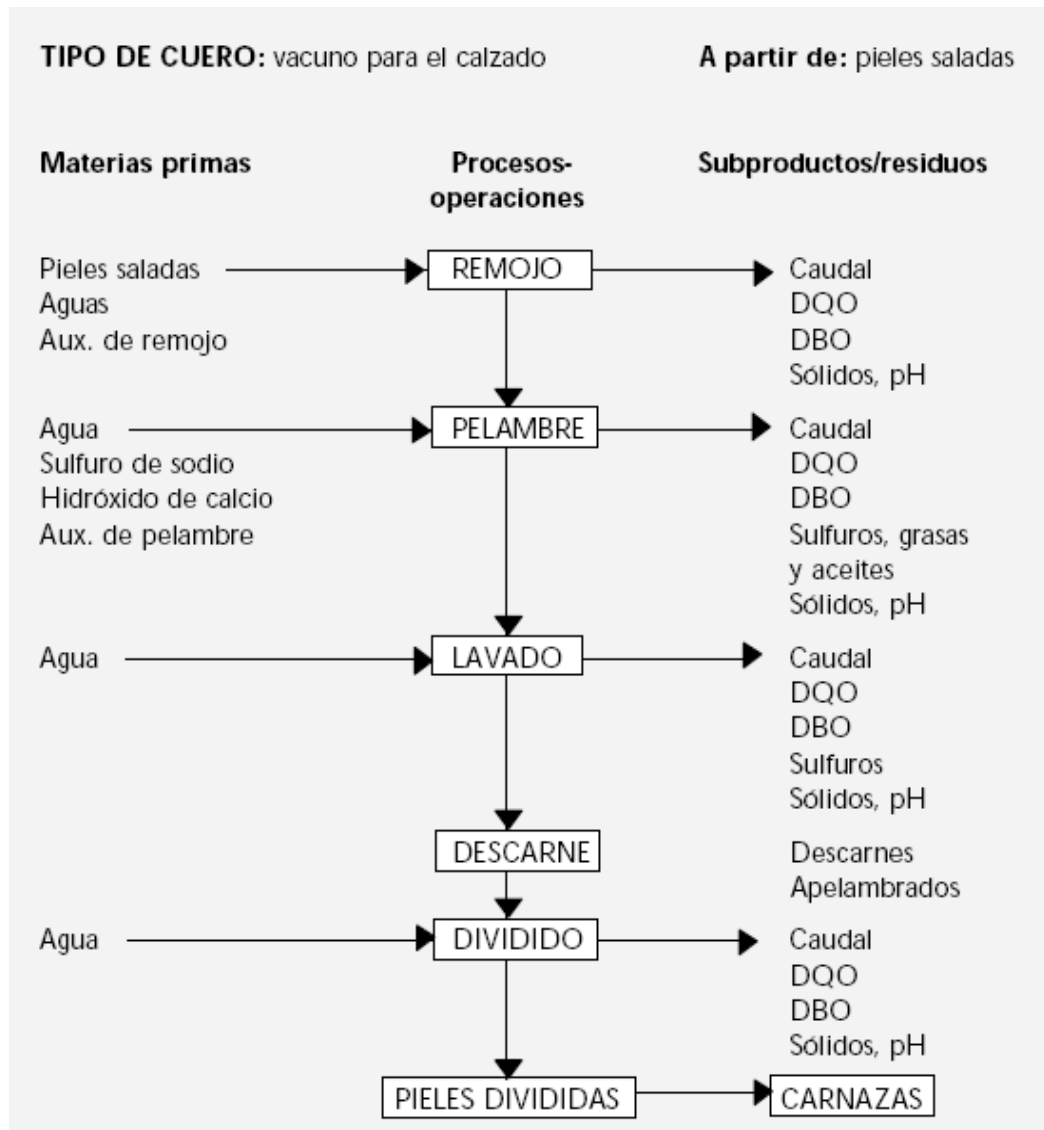 TIPO DE CUERO: vacuno para el calzado
A partir de: pieles saladas
Materias primas
Procesos-
operaciones
Subproductos/residuos
Pieles saladas
Aguas
Aux. de remojo
REMOJO
Caudal
DQO
DBO
Sólidos, pH
Agua
Sulfuro de sodio
Hidróxido de calcio
Aux. de pelambre
PELAMBRE
Caudal
DQO
DBO
Sulfuros, grasas
y aceites
Sólidos, pH
Agua
LAVADO
Caudal
DQO
DBO
Sulfuros
Sólidos, pH
DESCARNE
Descarnes
Apelambrados
Agua
DIVIDIDO
Caudal
DQO
DBO
Sólidos, pH
PIELES DIVIDIDAS
CARNAZAS